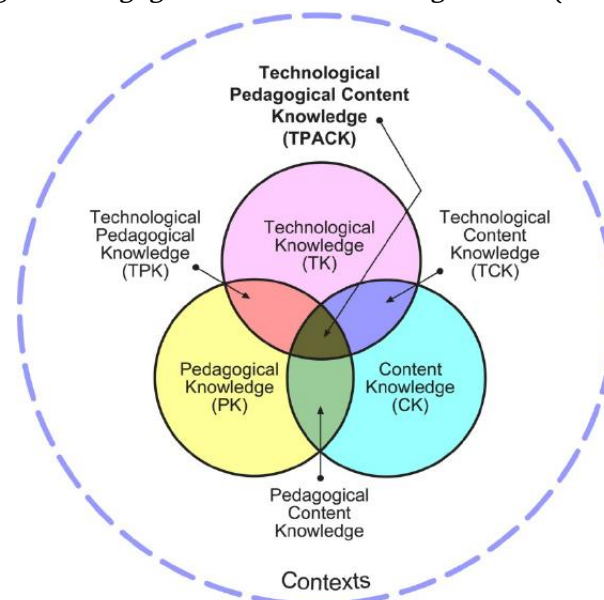 Technological
Pedagogical Content
Knowledge
(TPACK)
Technological
Pedagogical
Knowledge
(TPK)
Technological
Knowledge
(TK)
Technological
Content
Knowledge
(TCK)
Pedagogical
Knowledge
(PK)
Content
Knowledge
(CK)
Pedagogical
Content
Knowledge
Contexts